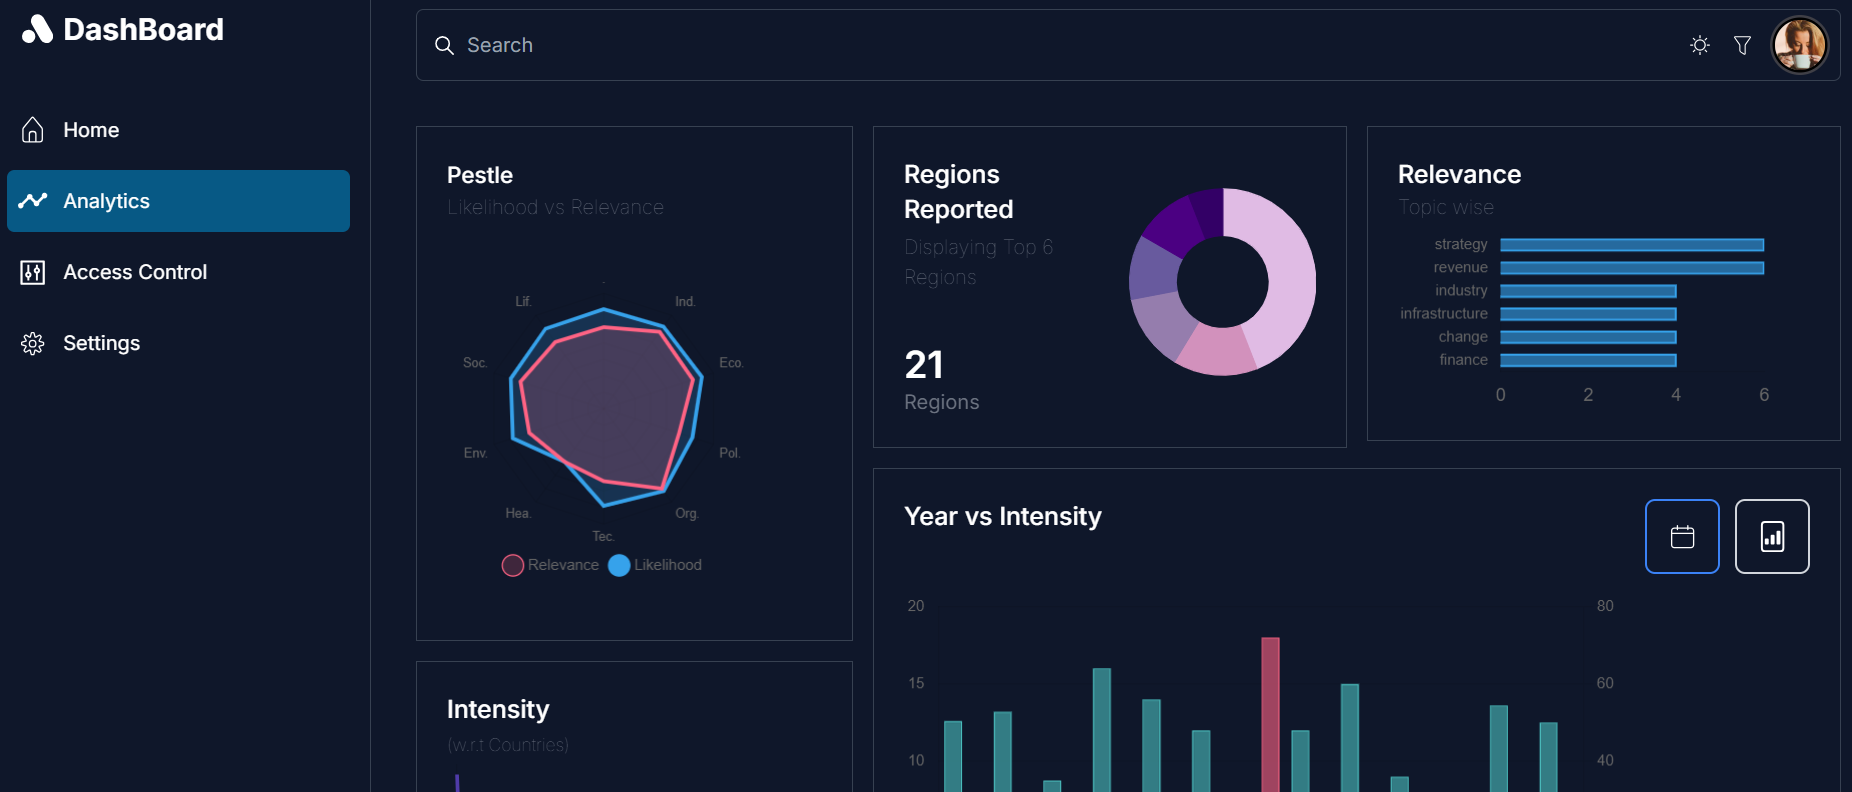 DashBoard
Search
Home
Analytics
Access Control
Settings
Pestle
Likelihood vs Relevance
Lif.
Ind.
Soc.
Eco.
Env.
Pol.
Hea.
Org.
Tec.
Relevance
Likelihood
Regions
Reported
Displaying Top 6
Regions
21
Regions
Relevance
Topic wise
strategy
revenue
industry
infrastructure
change
finance
0 2 4 6
Year vs Intensity
20
15
10
80
60
40
Intensity
(w.r.t Countries)